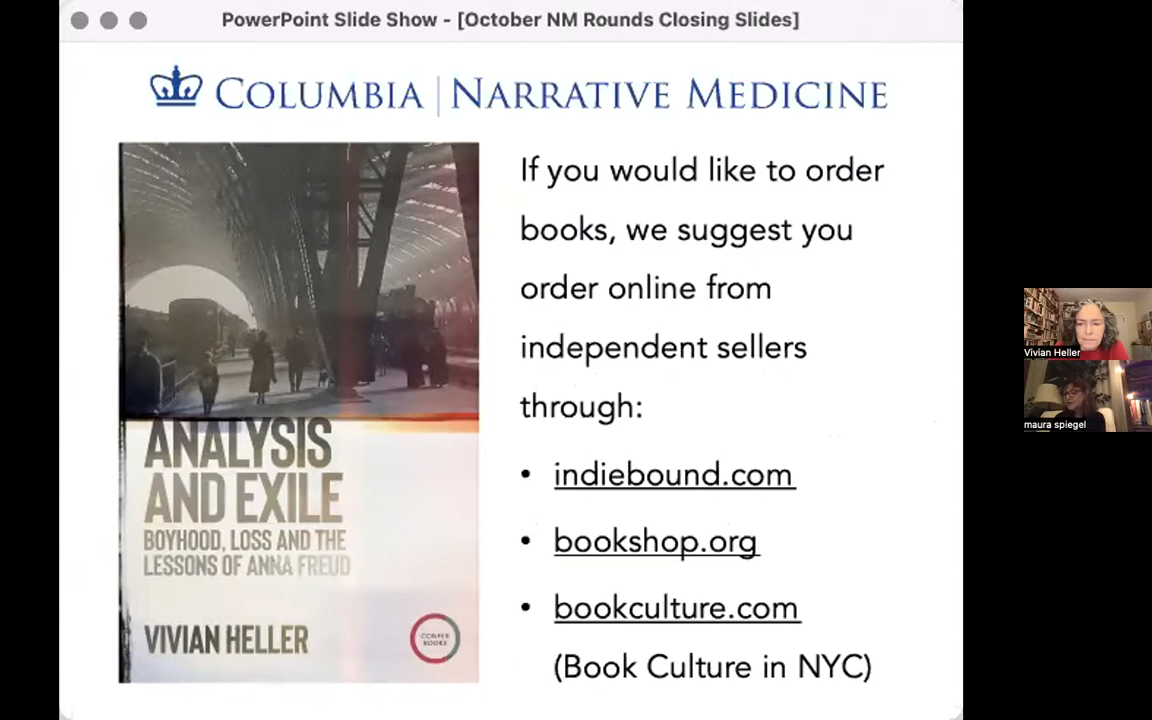 PowerPoint Slide Show - [October NM Rounds Closing Slides]
COLUMBIA | NARRATIVE MEDICINE
ANALYSIS
AND EXILE
BOYHOOD, LOSS AND THE
LESSONS OF ANNA FREUD
VIVIAN HELLER
CONFER
BOOKS
If you would like to order
books, we suggest you
order online from
independent sellers
through:
• indiebound.com
• bookshop.org
• bookculture.com
(Book Culture in NYC)
Vivian Heller
maura spiegel